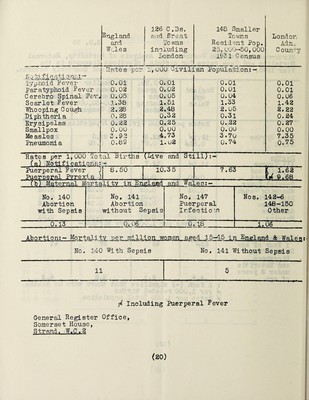 England and Wales | 126 C.Bs. and Great Towns including London | 148 Smaller Towns Resident Pop. 25,000-50,000 1931 Census | London Adm. County
Rates per 1,000 Civilian Population:-
Notifications:-
Typhoid Fever 0.01 0.01 0.01 0.01
Paratyphoid Fever 0.02 0.02 0.01 0.01
Cerebro Spinal Fev. 0.05 0.05 0.04 0.06
Scarlet Fever 1.38 1.51 1.33 1.42
Whooping Cough 2.28 2.48 2.05 2.22
Diphtheria 0.28 0.32 0.31 0.24
Erysipelas 0.22 0.25 0.22 0.27
Smallpox 0.00 0.00 0.00 0.00
Measles 3.92 4.73 4.70 7.35
Pneumonia 0.89 1.02 0.74 0.75
Rates per 1,000 Total Births (Live and Still):-
(a) Notifications:-
Puerperal Fever 8.50 10.35 7.63 1.62
Puerperal Pyrexia ≠ 9.68
(b) Maternal Mortality in England and Wales:-
No. 140 Abortion with Sepsis | No. 141 Abortion without Sepsis | No. 147 Puerperal Infection | Nos. 142-6 148-150 Other
0.13 0.06 0.18 1.06
Abortion:- Mortality per million women aged 15-45 in England & Wales
No. 140 With Sepsis No. 141 Without Sepsis
11 5
≠ Including Puerperal Fever
General Register Office,
Somerset House,
Strand, W.C.2
(20)